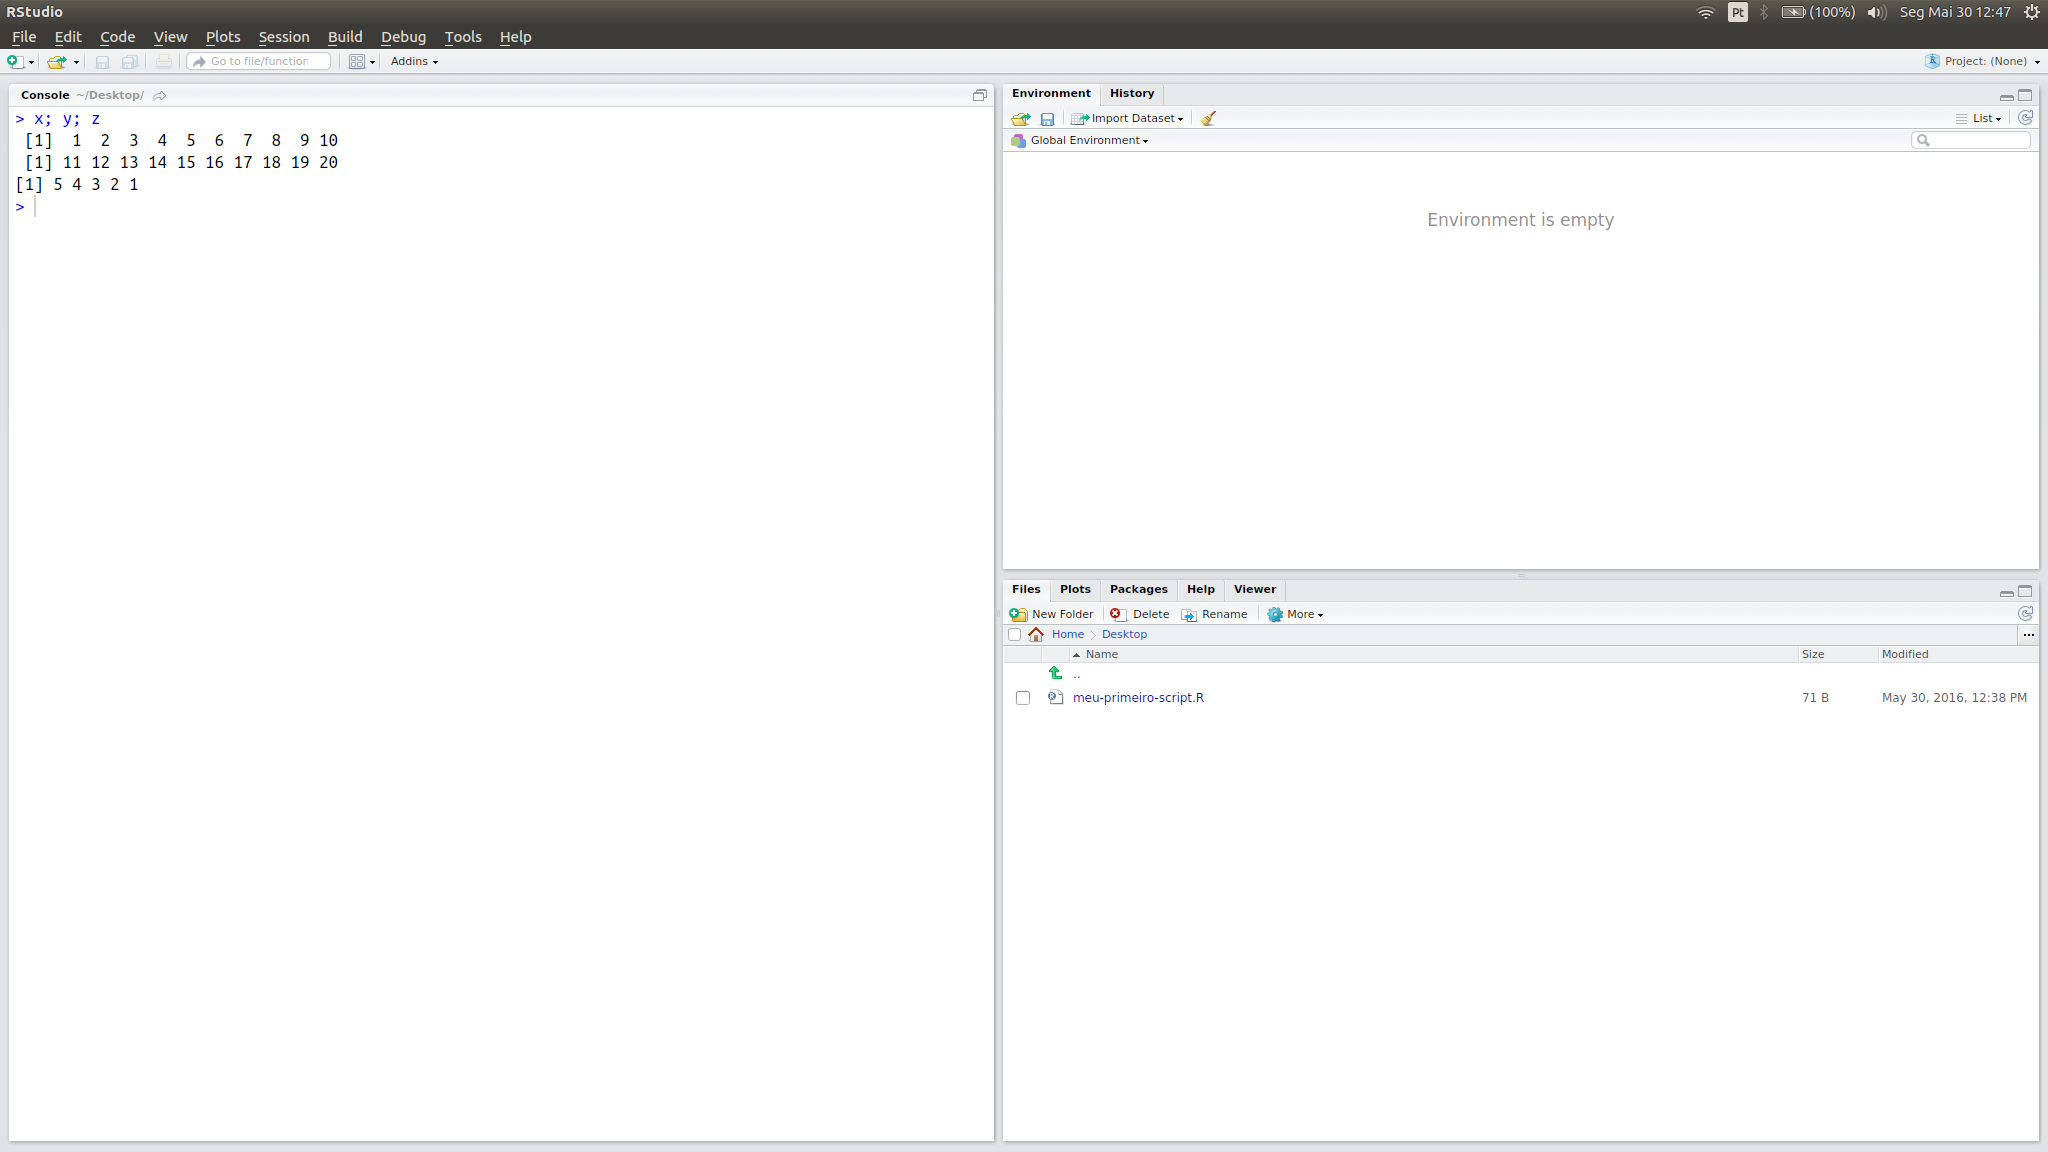 RStudio
Pt (100%) Seg Mai 30 12:47
File Edit Code View Plots Session Build Debug Tools Help
Go to file/function Addins Project: (None)
Console ~/Desktop/
> x; y; z
 [1]  1  2  3  4  5  6  7  8  9 10
 [1] 11 12 13 14 15 16 17 18 19 20
[1] 5 4 3 2 1
>
Environment History
Import Dataset List
Global Environment
Environment is empty
Files Plots Packages Help Viewer
New Folder Delete Rename More
Home Desktop ...
Name Size Modified
..
meu-primeiro-script.R 71 B May 30, 2016, 12:38 PM